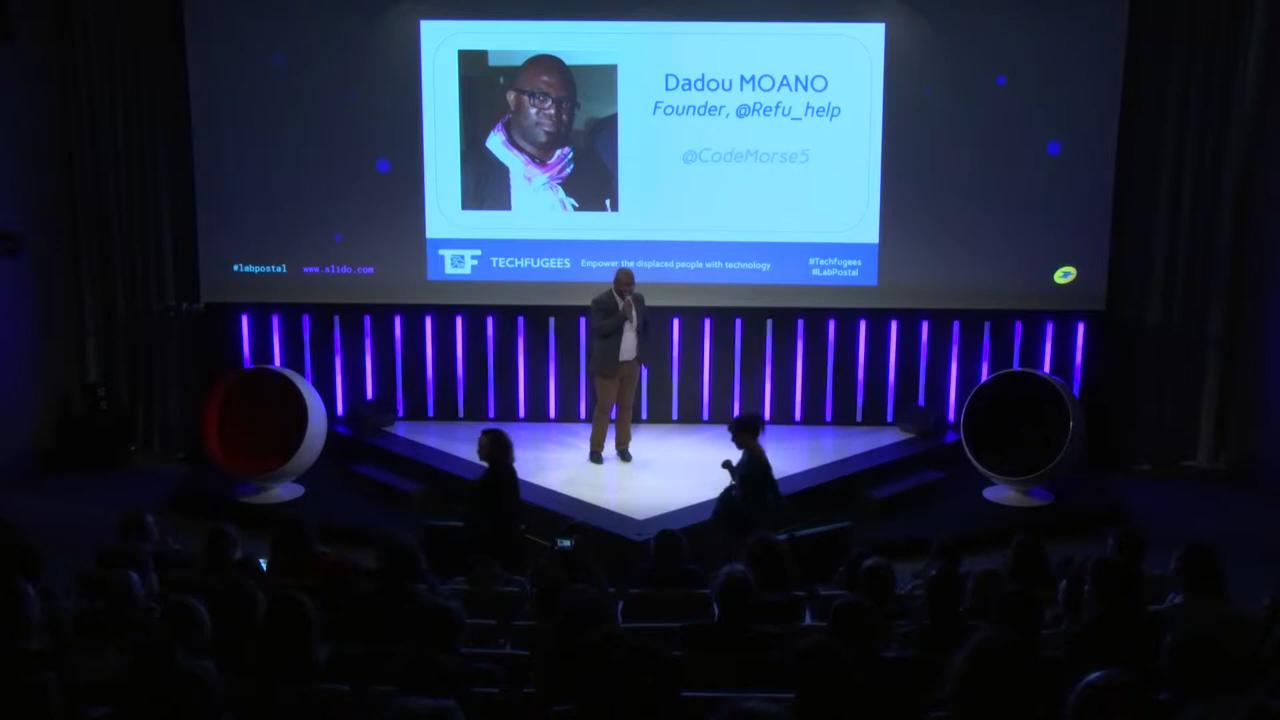 Dadou MOANO
Founder, @Refu_help
@CodeMorse5
TECHFUGEES
Empower the displaced people with technology
#Techfugees
#LabPostal
#labpostal
www.slido.com